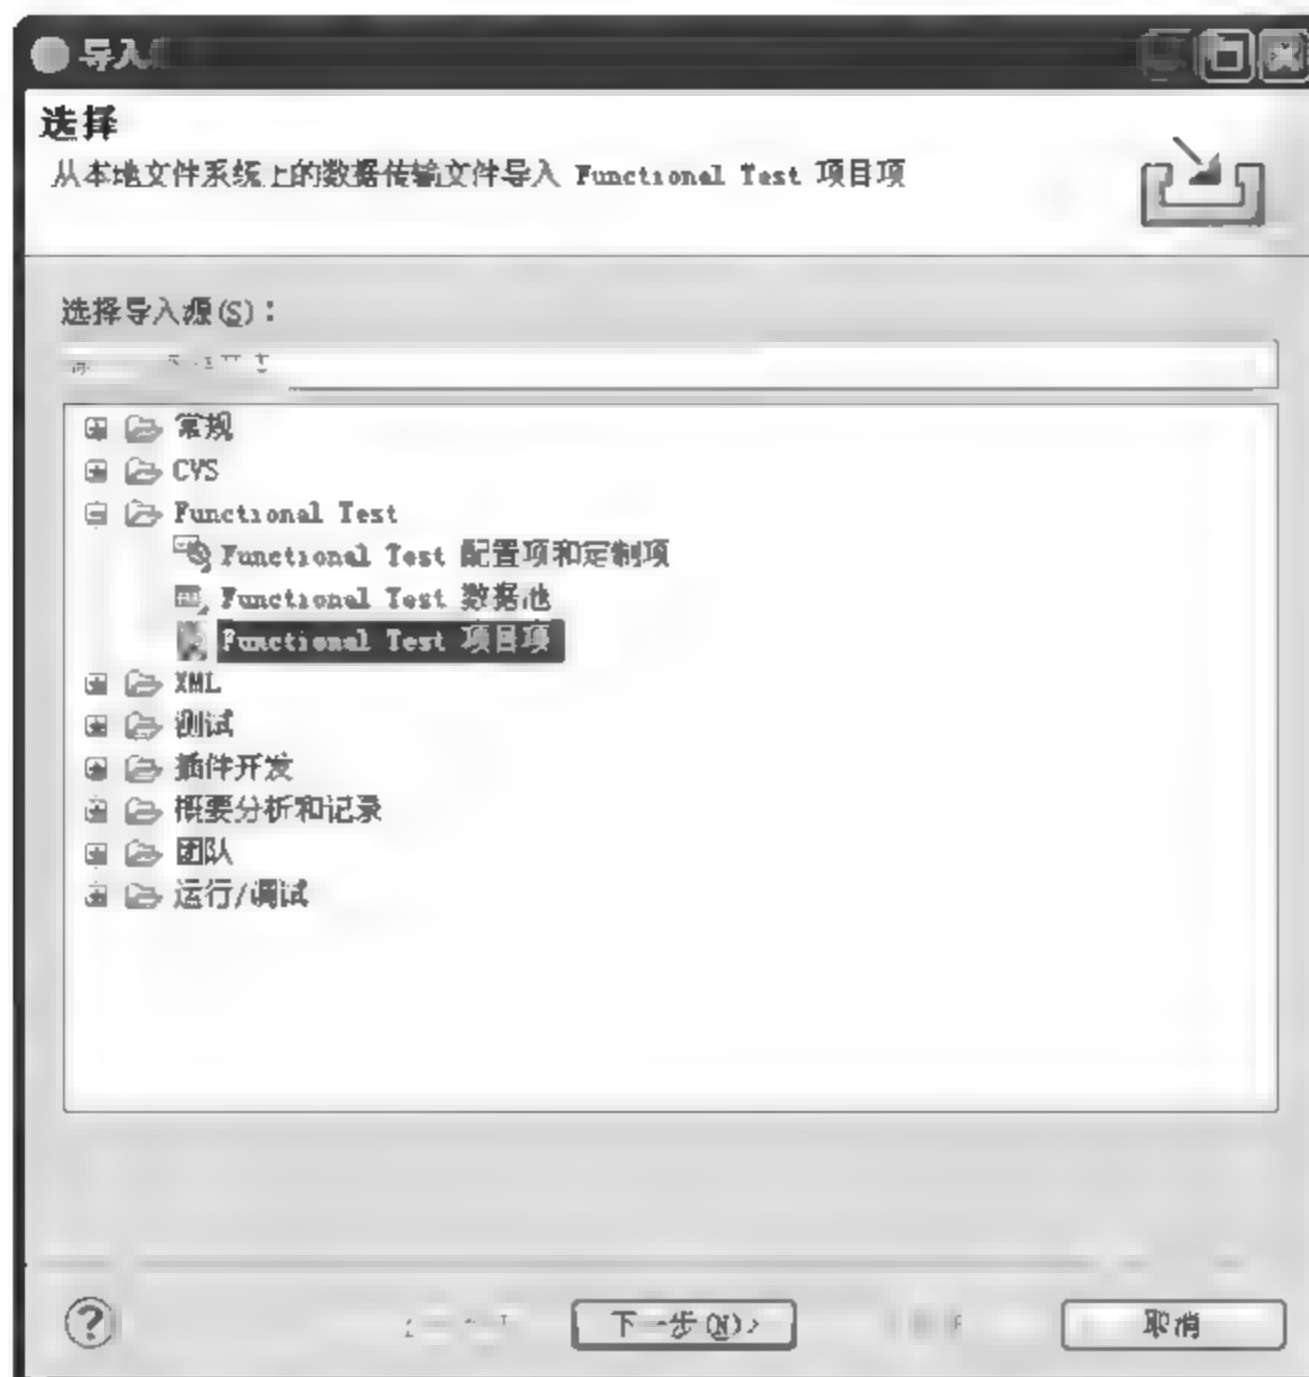 导入
选择
从本地文件系统上的数据传输文件导入 Functional Test 项目项
选择导入源(S)：
常规
CVS
Functional Test
Functional Test 配置项和定制项
Functional Test 数据池
Functional Test 项目项
XML
测试
插件开发
概要分析和记录
团队
运行/调试
下一步(N)>
取消